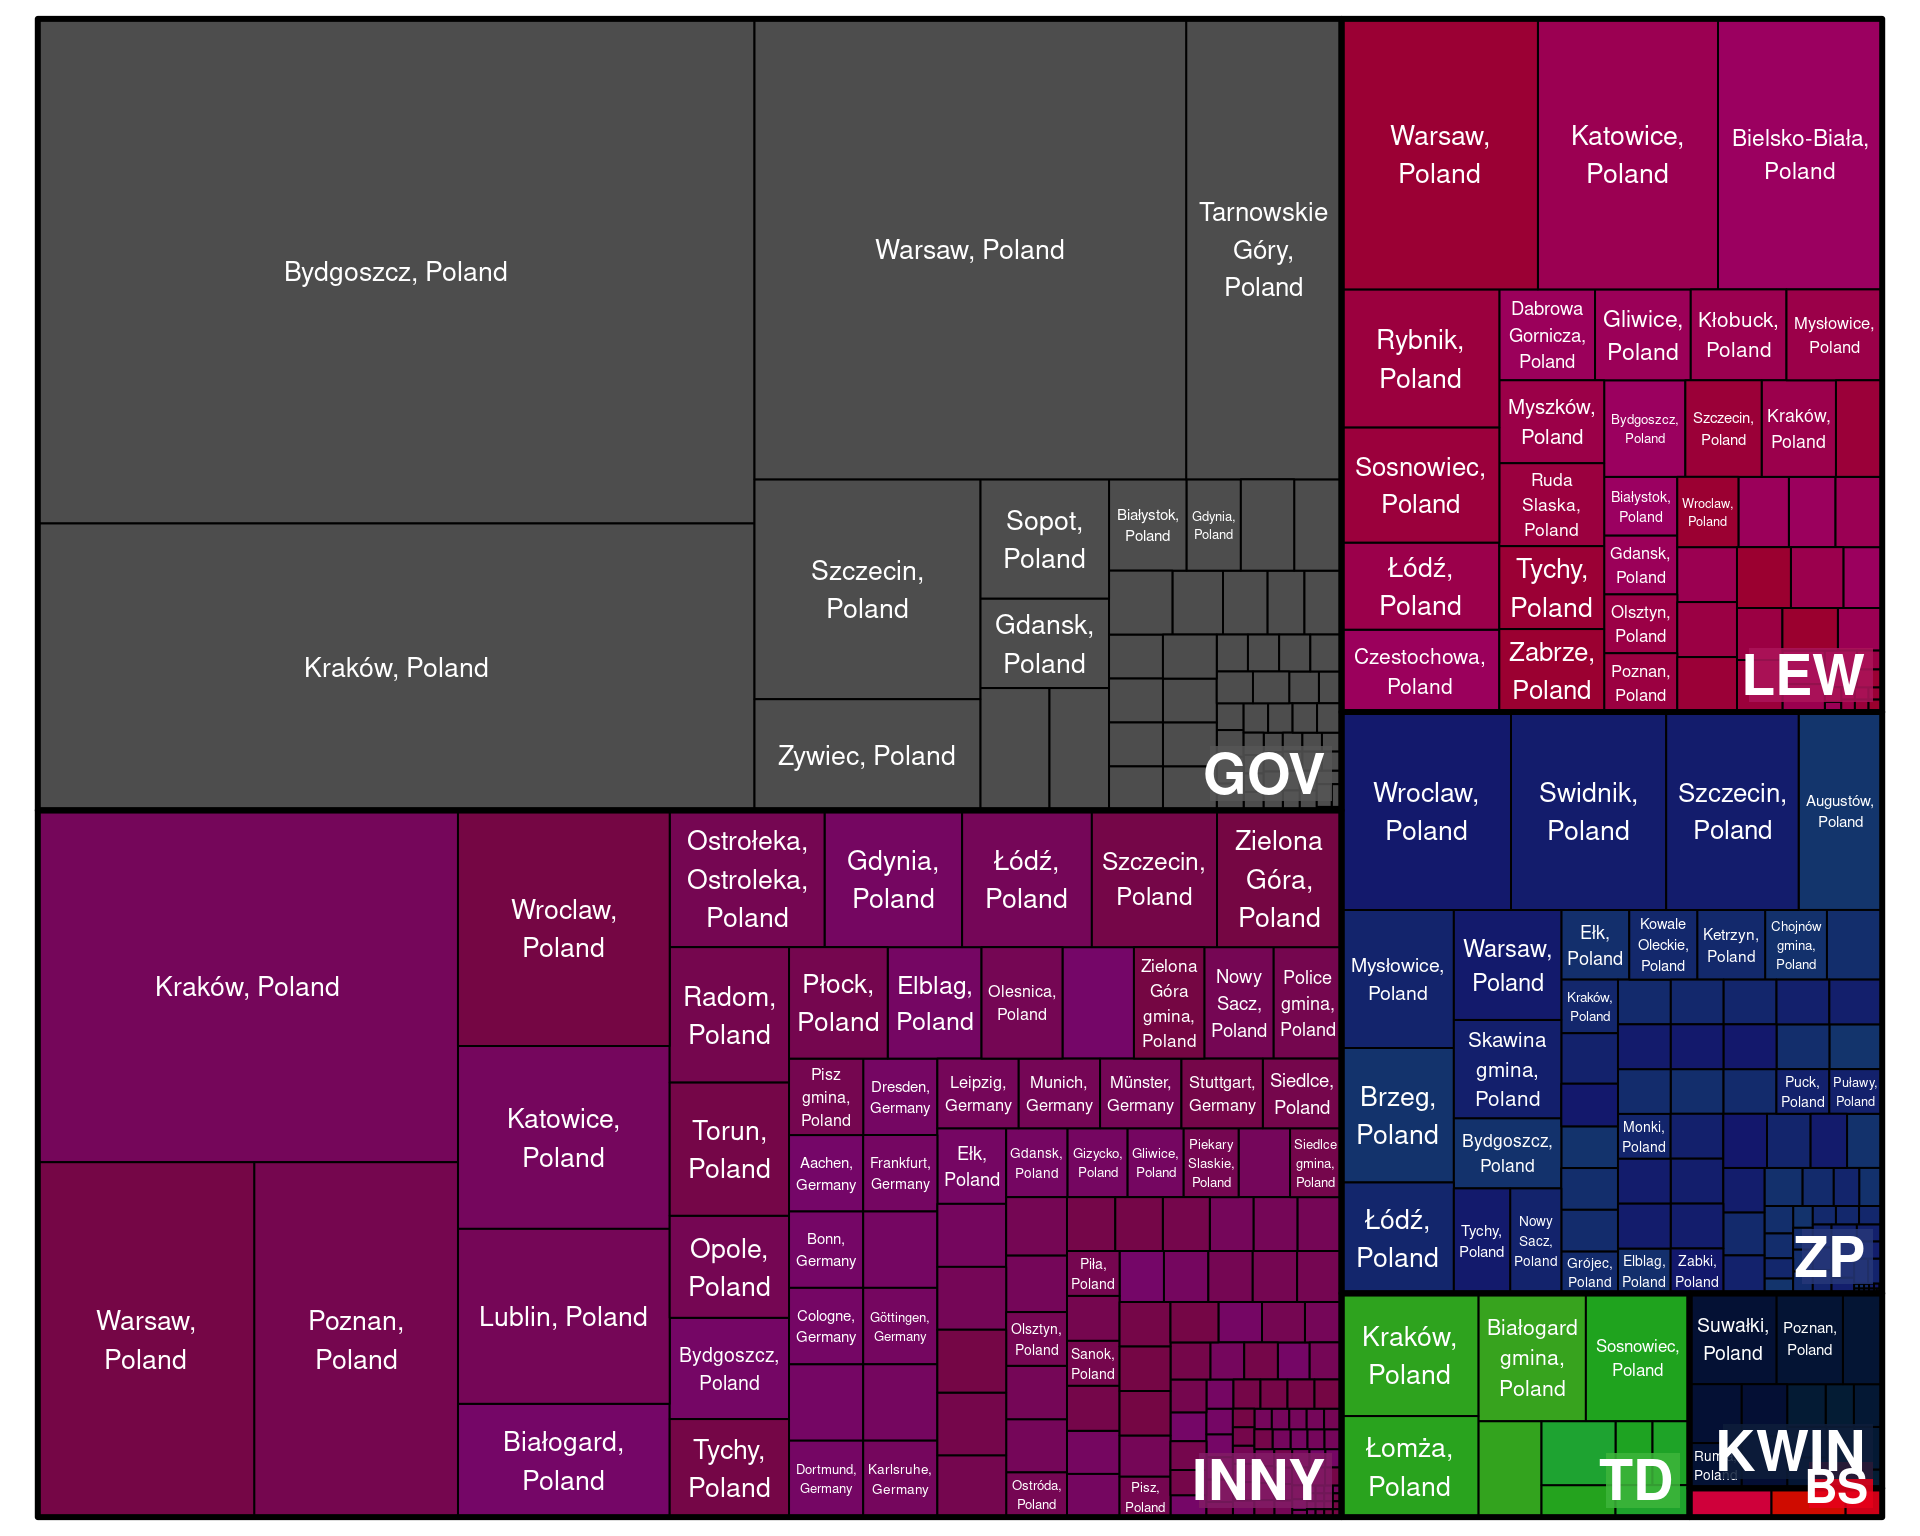 Bydgoszcz, Poland
Kraków, Poland
Warsaw, Poland
Tarnowskie
Góry,
Poland
Szczecin,
Poland
Zywiec, Poland
Sopot,
Poland
Gdansk,
Poland
Białystok,
Poland
Gdynia,
Poland
GOV
Warsaw,
Poland
Katowice,
Poland
Bielsko-Biała,
Poland
Rybnik,
Poland
Sosnowiec,
Poland
Łódź,
Poland
Czestochowa,
Poland
Dabrowa
Gornicza,
Poland
Gliwice,
Poland
Kłobuck,
Poland
Mysłowice,
Poland
Myszków,
Poland
Ruda
Slaska,
Poland
Tychy,
Poland
Zabrze,
Poland
Bydgoszcz,
Poland
Szczecin,
Poland
Kraków,
Poland
Białystok,
Poland
Wroclaw,
Poland
Gdansk,
Poland
Olsztyn,
Poland
Poznan,
Poland
LEW
Kraków, Poland
Warsaw,
Poland
Poznan,
Poland
Wroclaw,
Poland
Katowice,
Poland
Lublin, Poland
Białogard,
Poland
Ostrołeka,
Ostroleka,
Poland
Gdynia,
Poland
Łódź,
Poland
Szczecin,
Poland
Zielona
Góra,
Poland
Radom,
Poland
Torun,
Poland
Opole,
Poland
Bydgoszcz,
Poland
Tychy,
Poland
Płock,
Poland
Elblag,
Poland
Olesnica,
Poland
Zielona
Góra
gmina,
Poland
Nowy
Sacz,
Poland
Police
gmina,
Poland
Pisz
gmina,
Poland
Dresden,
Germany
Leipzig,
Germany
Munich,
Germany
Münster,
Germany
Stuttgart,
Germany
Siedlce,
Poland
Aachen,
Germany
Frankfurt,
Germany
Ełk,
Poland
Gdansk,
Poland
Gizycko,
Poland
Gliwice,
Poland
Piekary
Slaskie,
Poland
Siedlce
gmina,
Poland
Bonn,
Germany
Cologne,
Germany
Göttingen,
Germany
Dortmund,
Germany
Karlsruhe,
Germany
Piła,
Poland
Olsztyn,
Poland
Sanok,
Poland
Ostróda,
Poland
Pisz,
Poland
INNY
Wroclaw,
Poland
Swidnik,
Poland
Szczecin,
Poland
Augustów,
Poland
Mysłowice,
Poland
Brzeg,
Poland
Łódź,
Poland
Warsaw,
Poland
Skawina
gmina,
Poland
Bydgoszcz,
Poland
Tychy,
Poland
Nowy
Sacz,
Poland
Ełk,
Poland
Kowale
Oleckie,
Poland
Ketrzyn,
Poland
Chojnów
gmina,
Poland
Kraków,
Poland
Puck,
Poland
Puławy,
Poland
Monki,
Poland
Grójec,
Poland
Elblag,
Poland
Zabki,
Poland
ZP
Kraków,
Poland
Białogard
gmina,
Poland
Sosnowiec,
Poland
Łomża,
Poland
TD
Suwałki,
Poland
Poznan,
Poland
Poland
KWIN
BS